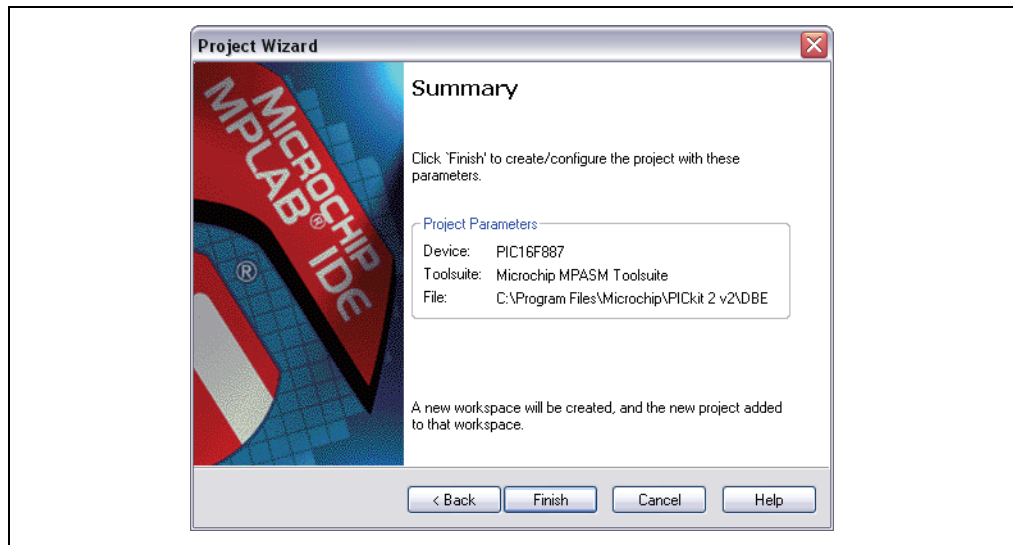 Project Wizard
MICROCHIP
MPLAB® IDE
®
Summary
Click `Finish' to create/configure the project with these
parameters.
Project Parameters
Device: PIC16F887
Toolsuite: Microchip MPASM Toolsuite
File: C:\Program Files\Microchip\PICkit 2 v2\DBE
A new workspace will be created, and the new project added
to that workspace.
< Back Finish Cancel Help